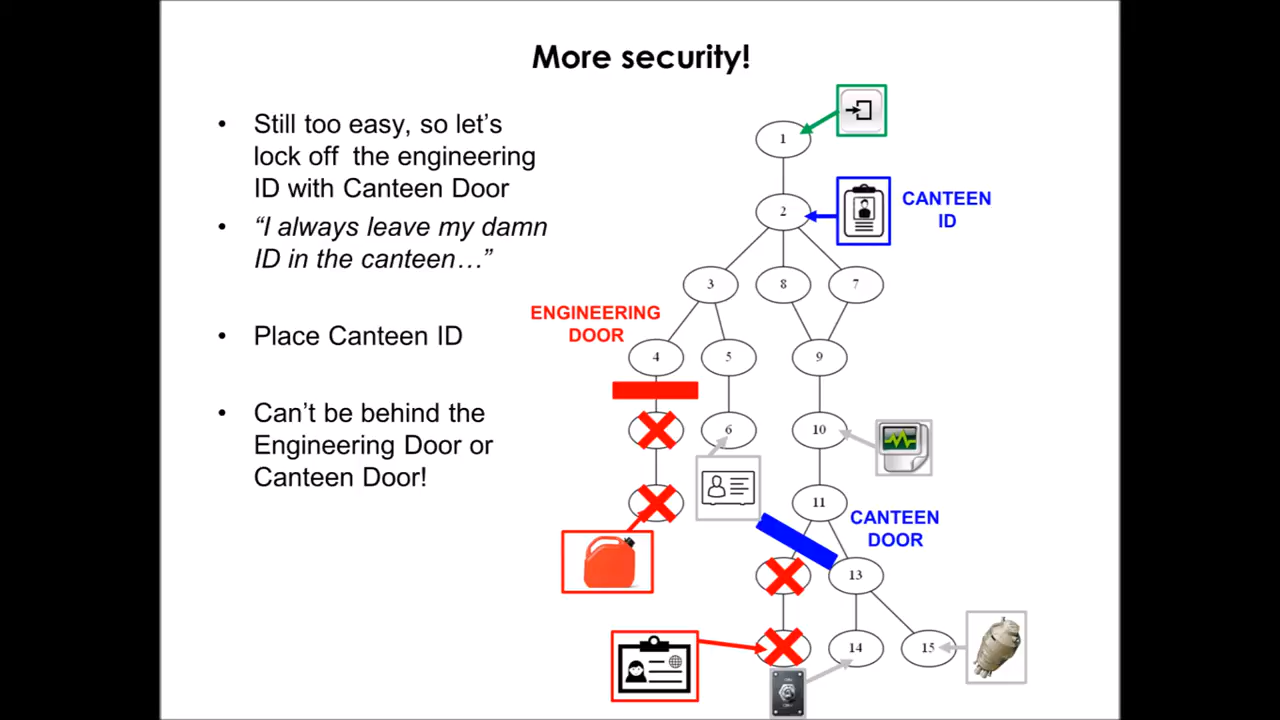 More security!
• Still too easy, so let's
lock off the engineering
ID with Canteen Door
• "I always leave my damn
ID in the canteen…"
• Place Canteen ID
• Can't be behind the
Engineering Door or
Canteen Door!
1
2
CANTEEN
ID
3
8
7
ENGINEERING
DOOR
4
5
9
6
10
11
CANTEEN
DOOR
13
14
15